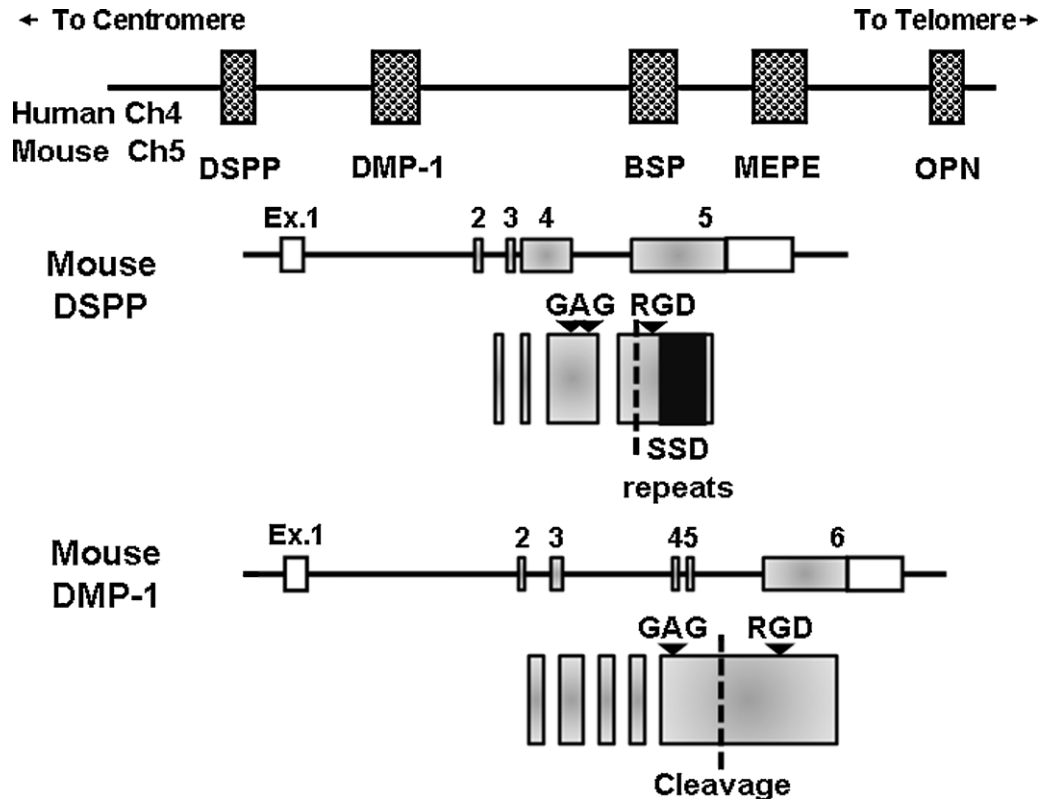 ← To Centromere To Telomere→
Human Ch4
Mouse Ch5
DSPP DMP-1 BSP MEPE OPN
Ex.1 2 3 4 5
Mouse
DSPP
GAG RGD
SSD
repeats
Ex.1 2 3 45 6
Mouse
DMP-1
GAG RGD
Cleavage